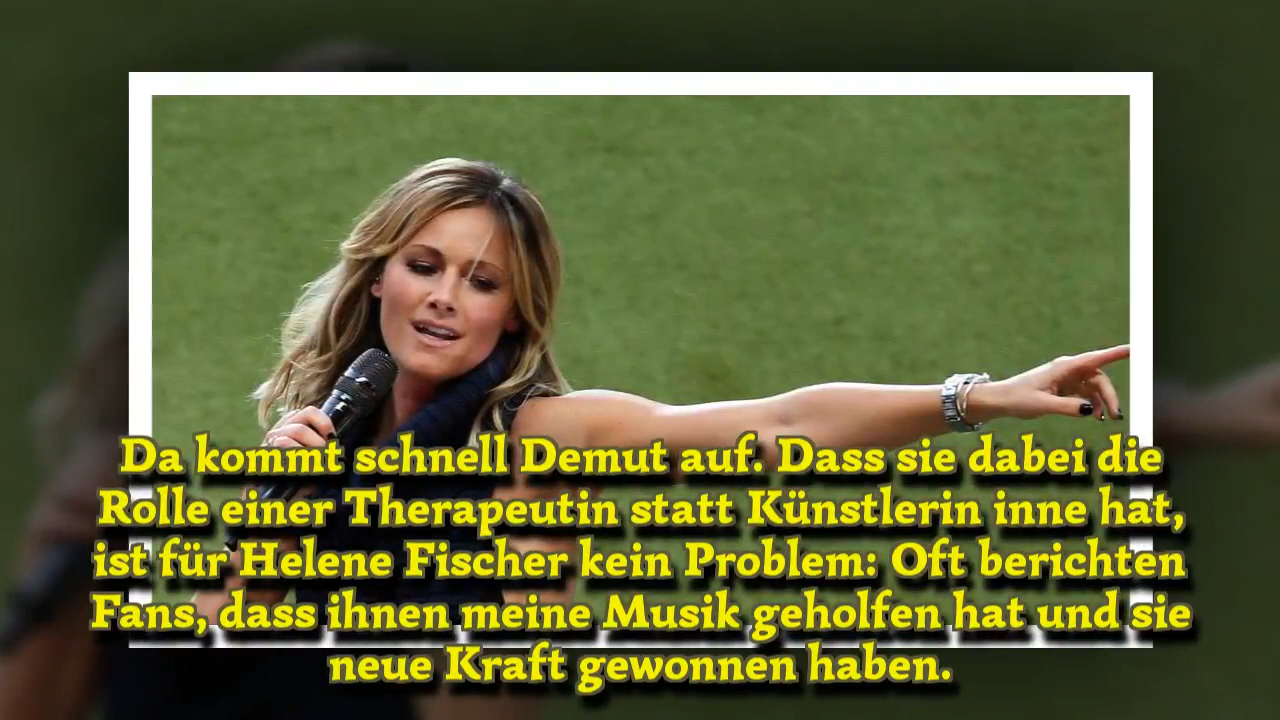 Da kommt schnell Demut auf. Dass sie dabei die
Rolle einer Therapeutin statt Künstlerin inne hat,
ist für Helene Fischer kein Problem: Oft berichten
Fans, dass ihnen meine Musik geholfen hat und sie
neue Kraft gewonnen haben.